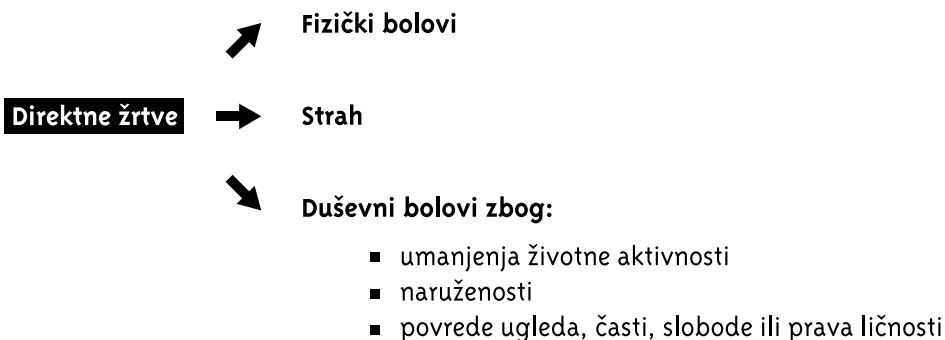 Fizički bolovi
Direktne žrtve
Strah
Duševni bolovi zbog:
umanjenja životne aktivnosti
naruženosti
povrede ugleda, časti, slobode ili prava ličnosti